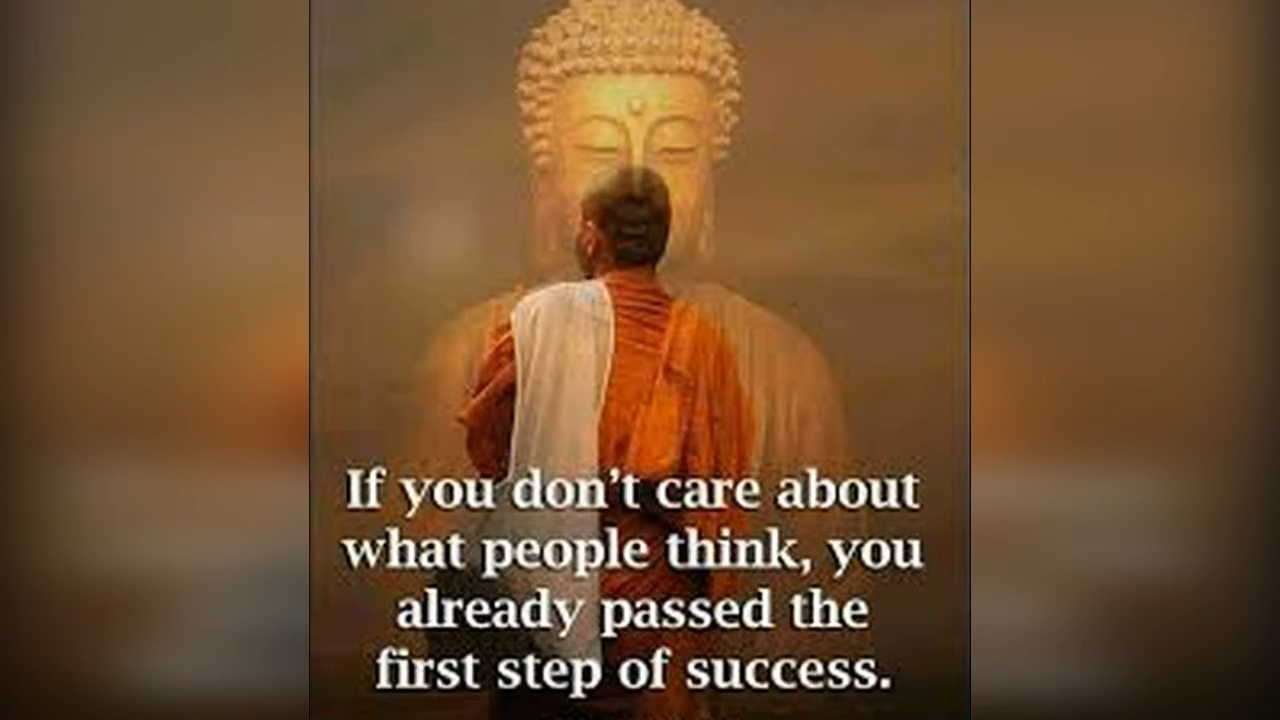 If you don't care about
what people think, you
already passed the
first step of success.